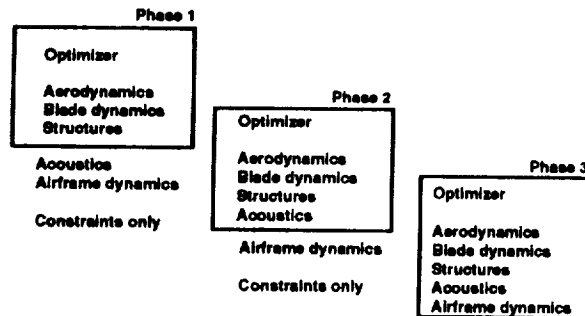 Phase 1
Optimizer
Aerodynamics
Blade dynamics
Structures
Acoustics
Airframe dynamics
Constraints only
Phase 2
Optimizer
Aerodynamics
Blade dynamics
Structures
Acoustics
Airframe dynamics
Constraints only
Phase 3
Optimizer
Aerodynamics
Blade dynamics
Structures
Acoustics
Airframe dynamics